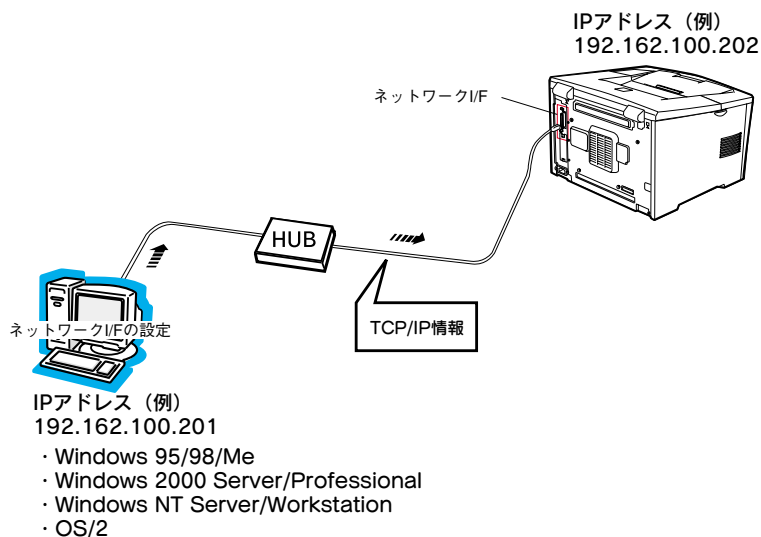 IPアドレス（例）
192.162.100.202
ネットワークI/F
HUB
TCP/IP情報
ネットワークI/Fの設定
IPアドレス（例）
192.162.100.201
・Windows 95/98/Me
・Windows 2000 Server/Professional
・Windows NT Server/Workstation
・OS/2